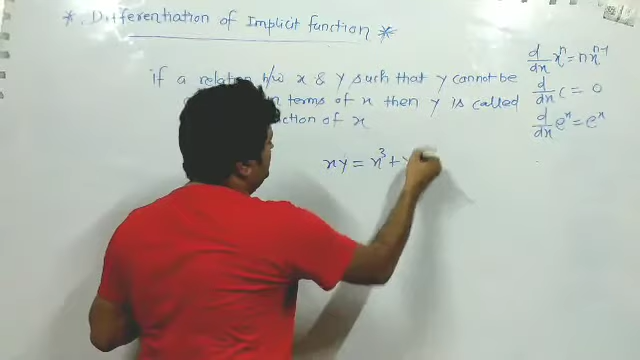 * Differentiation of Implicit function *
If a relation b/w x & y such that y cannot be
in terms of x then y is called
ction of x
xy = x³ +
d/dx xⁿ = n xⁿ⁻¹
d/dx c = 0
d/dx eˣ = eˣ